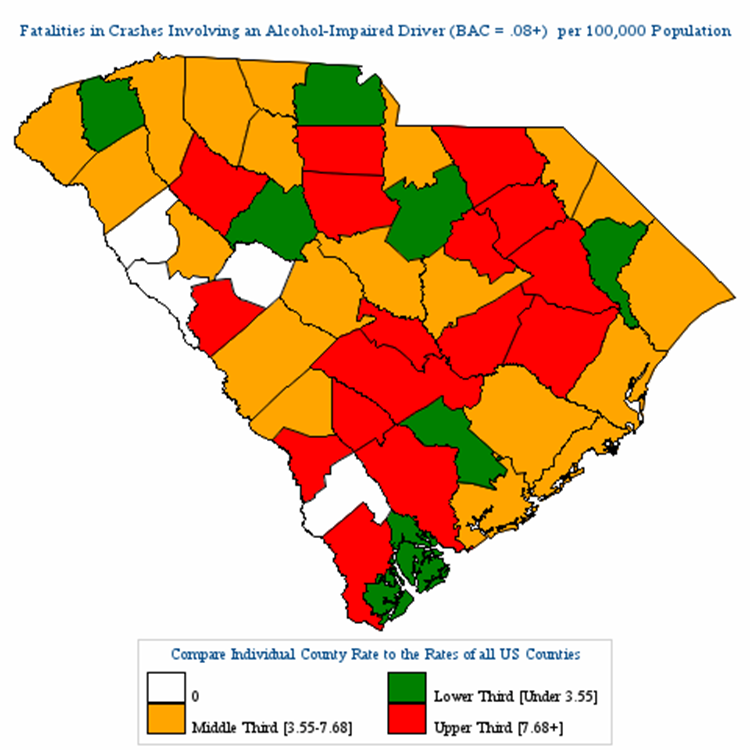 Fatalities in Crashes Involving an Alcohol-Impaired Driver (BAC = .08+) per 100,000 Population
Compare Individual County Rate to the Rates of all US Counties
0
Lower Third [Under 3.55]
Middle Third [3.55-7.68]
Upper Third [7.68+]